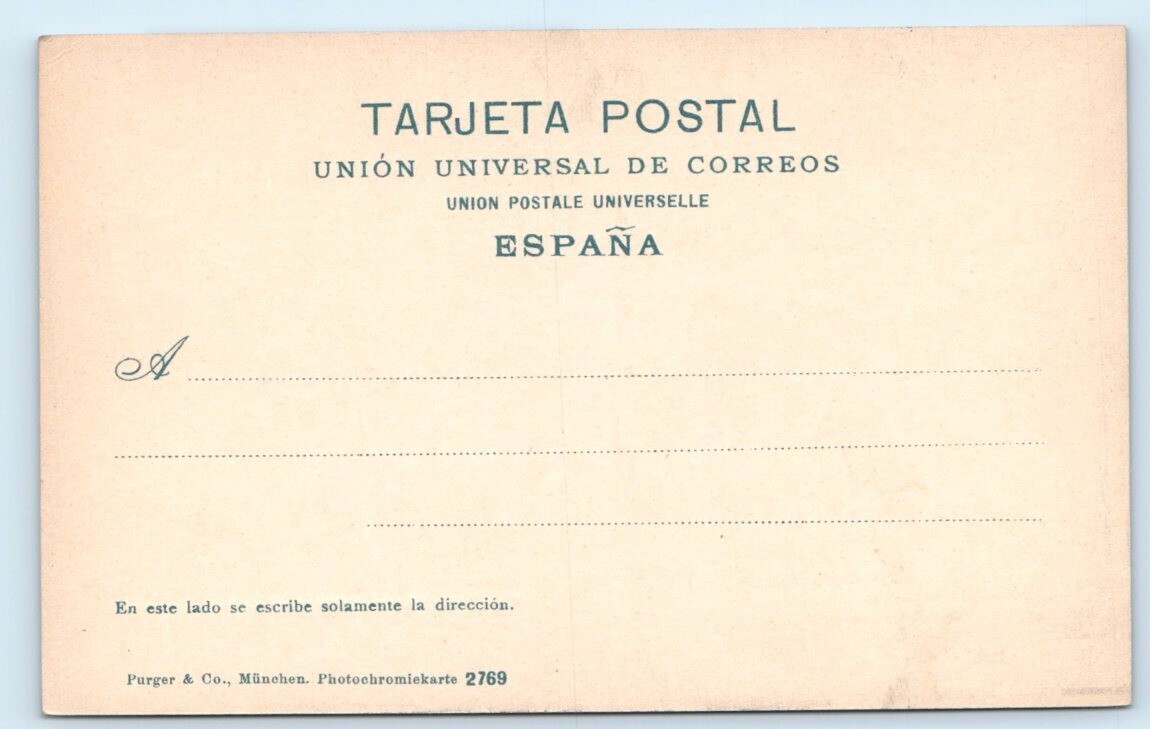 TARJETA POSTAL
UNIÓN UNIVERSAL DE CORREOS
UNION POSTALE UNIVERSELLE
ESPAÑA
A
En este lado se escribe solamente la dirección.
Purger & Co., München. Photochromiekarte 2769